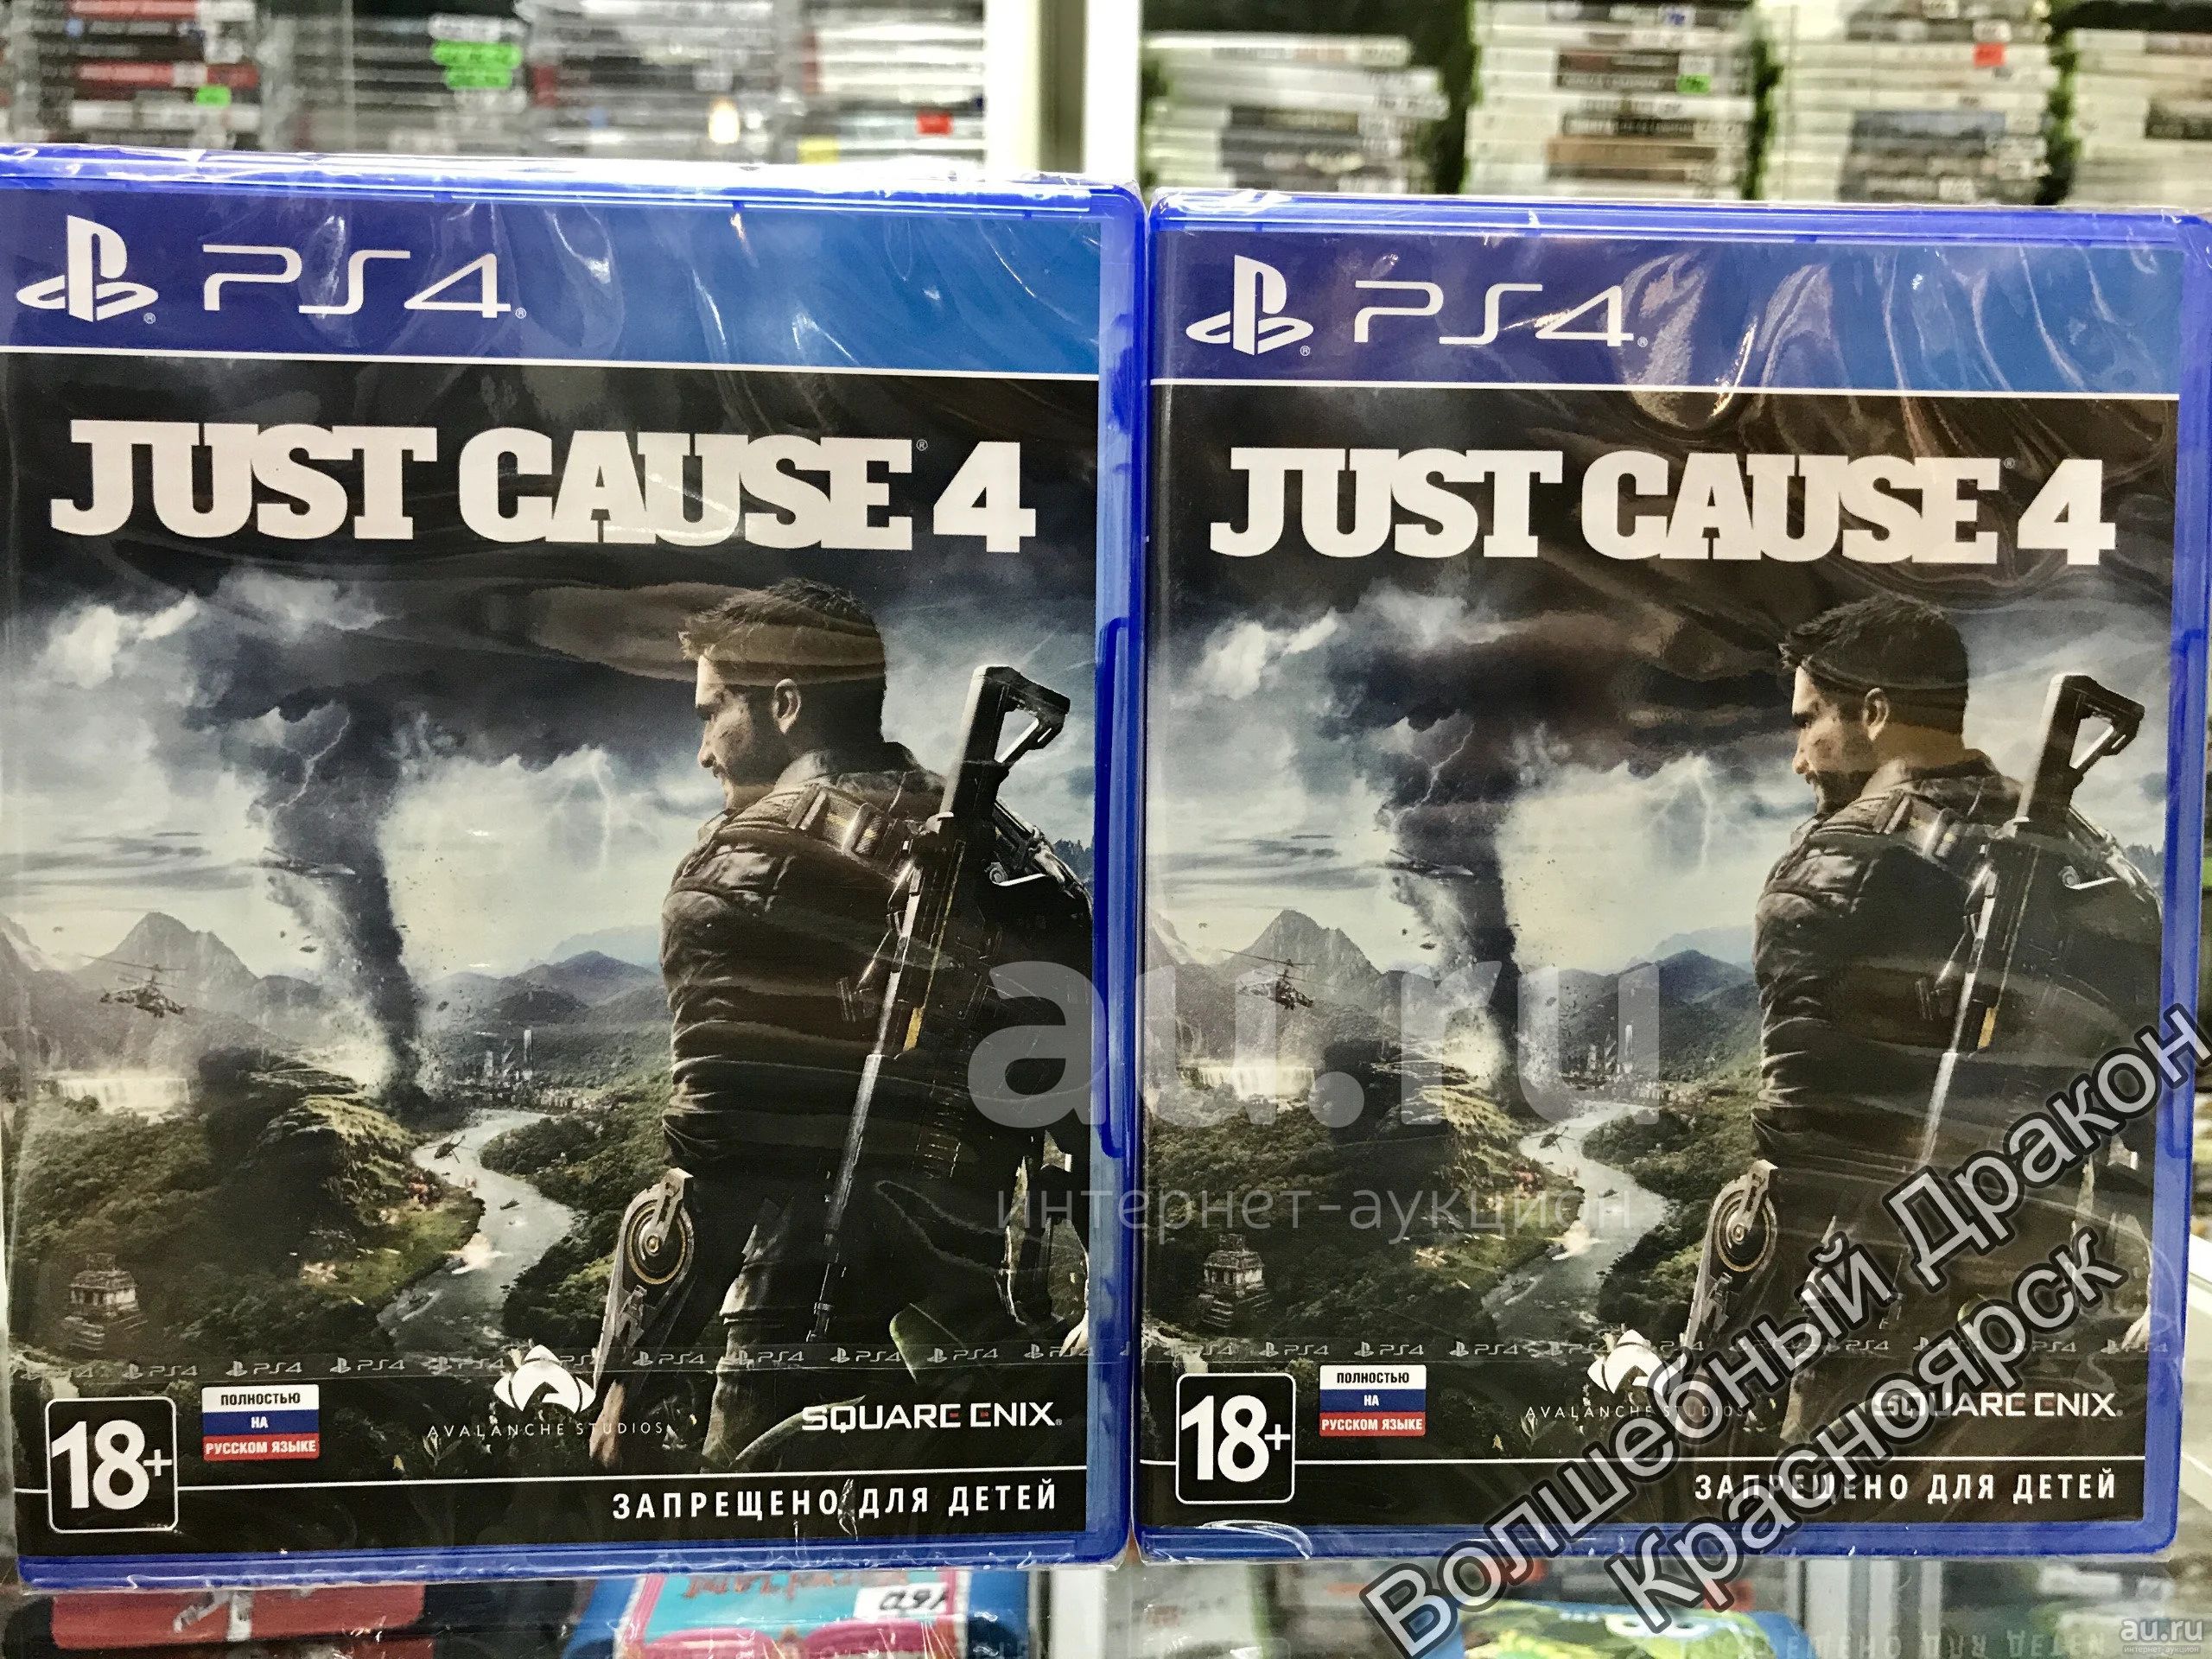 PS4
JUST CAUSE 4
ПОЛНОСТЬЮ
НА
РУССКОМ ЯЗЫКЕ
18+
AVALANCHE STUDIOS
SQUARE ENIX
ЗАПРЕЩЕНО ДЛЯ ДЕТЕЙ
PS4
JUST CAUSE 4
ПОЛНОСТЬЮ
НА
РУССКОМ ЯЗЫКЕ
18+
AVALANCHE STUDIOS
SQUARE ENIX
ЗАПРЕЩЕНО ДЛЯ ДЕТЕЙ
au.ru
интернет-аукцион
Волшебный Дракон
Красноярск
au.ru
интернет-аукцион